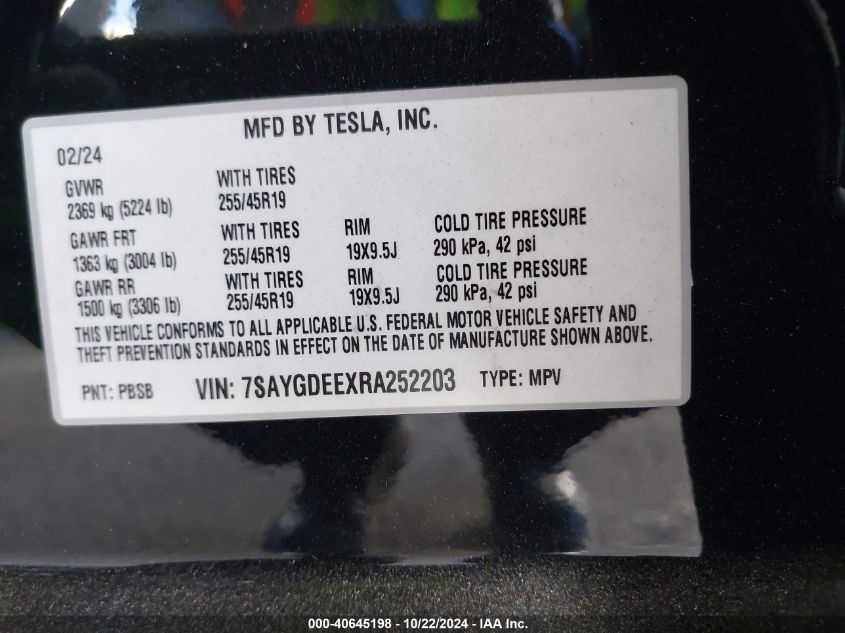 MFD BY TESLA, INC.
02/24
GVWR WITH TIRES
2369 kg (5224 lb) 255/45R19
GAWR FRT WITH TIRES RIM COLD TIRE PRESSURE
1363 kg (3004 lb) 255/45R19 19X9.5J 290 kPa, 42 psi
GAWR RR WITH TIRES RIM COLD TIRE PRESSURE
1500 kg (3306 lb) 255/45R19 19X9.5J 290 kPa, 42 psi
THIS VEHICLE CONFORMS TO ALL APPLICABLE U.S. FEDERAL MOTOR VEHICLE SAFETY AND
THEFT PREVENTION STANDARDS IN EFFECT ON THE DATE OF MANUFACTURE SHOWN ABOVE.
PNT: PBSB VIN: 7SAYGDEEXRA252203 TYPE: MPV
000-40645198 - 10/22/2024 - IAA Inc.